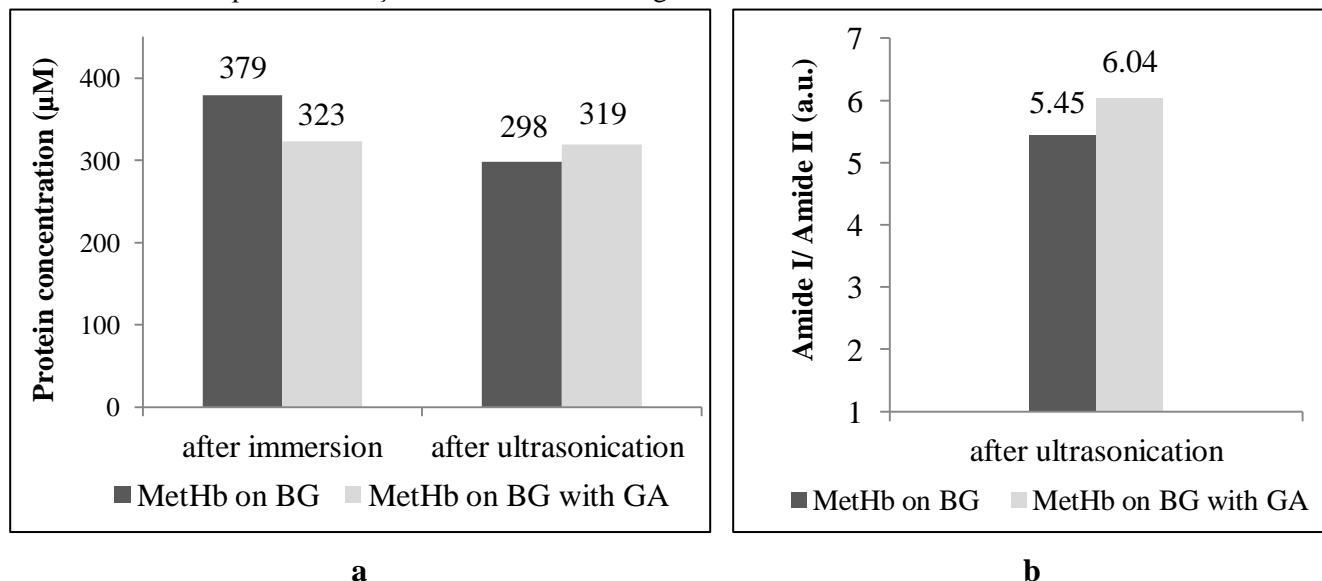 Protein concentration (µM)
400
300
200
100
0
379
323
298
319
after immersion
after ultrasonication
MetHb on BG
MetHb on BG with GA
a
Amide I/ Amide II (a.u.)
7
6
5
4
3
2
1
5.45
6.04
after ultrasonication
MetHb on BG
MetHb on BG with GA
b